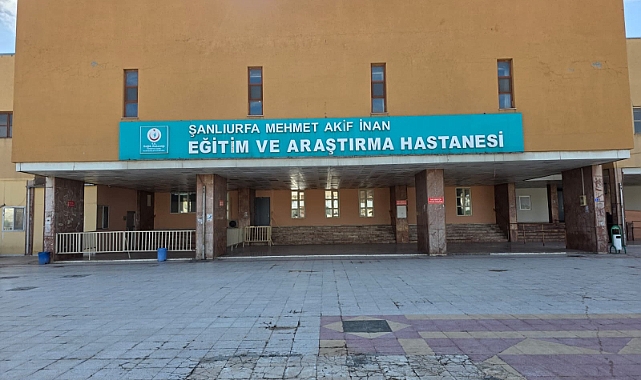 ŞANLIURFA MEHMET AKİF İNAN
EĞİTİM VE ARAŞTIRMA HASTANESİ